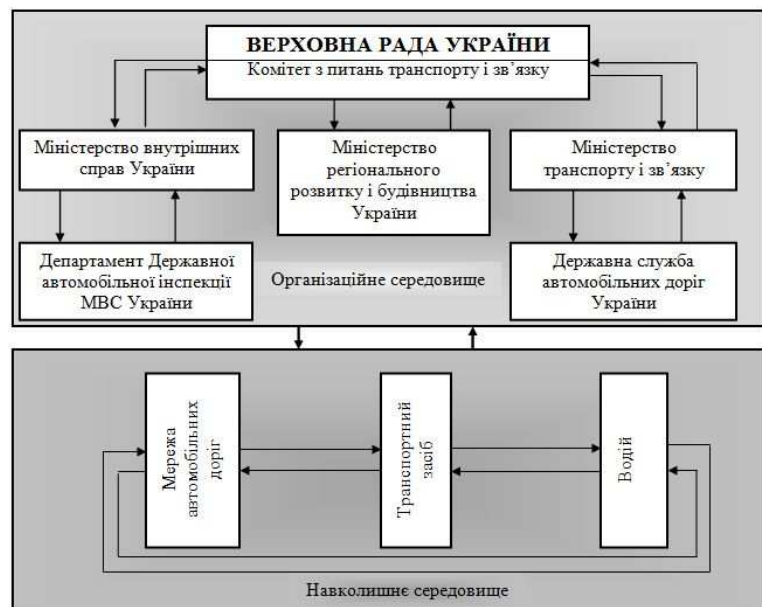 ВЕРХОВНА РАДА УКРАЇНИ
Комітет з питань транспорту і зв’язку
Міністерство внутрішних
справ України
Міністерство
регіонального
розвитку і будівництва
України
Міністерство
транспорту і зв’язку
Департамент Державної
автомобільної інспекції
МВС України
Організаційне середовище
Державна служба
автомобільних доріг
України
Мережа
автомобільних
доріг
Транспортний
засіб
Водій
Навколишнє середовище